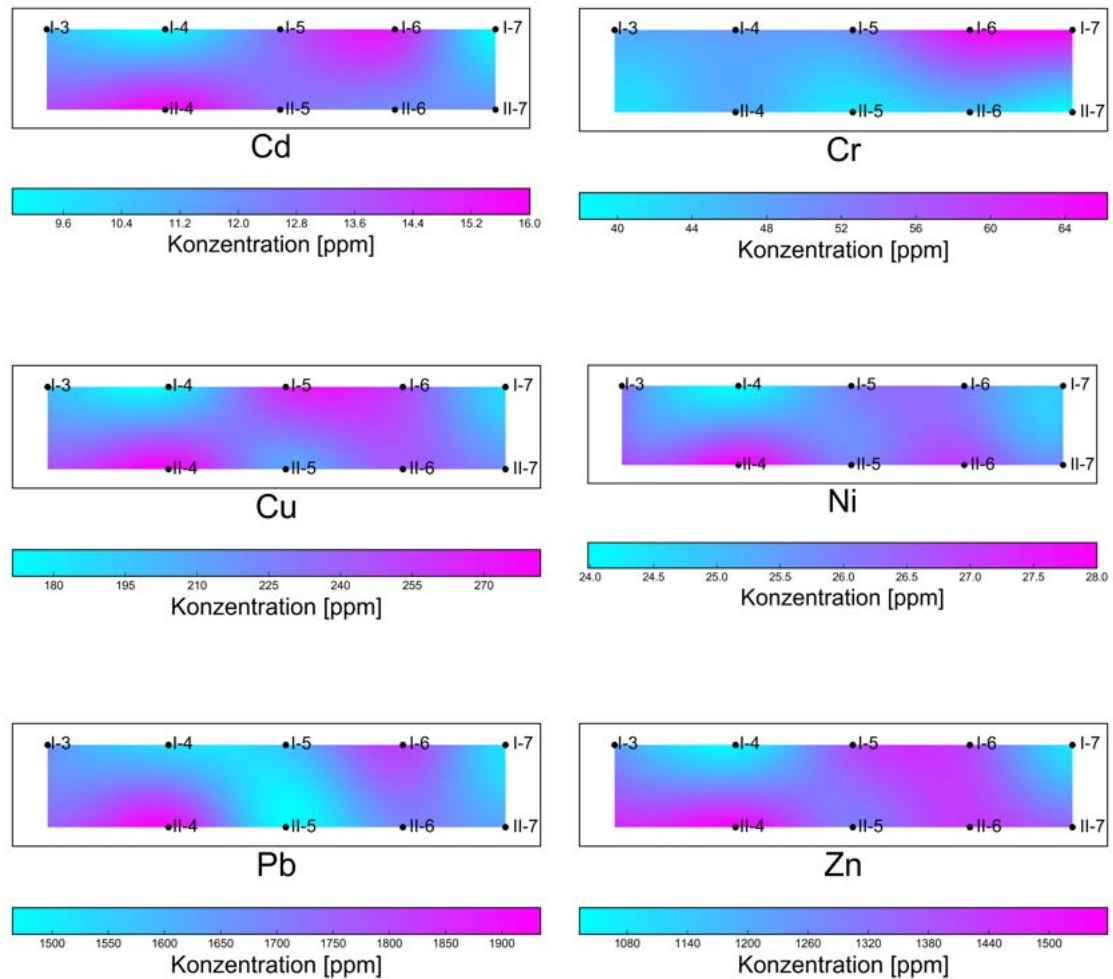 I-3 I-4 I-5 I-6 I-7
II-4 II-5 II-6 II-7
Cd
9.6 10.4 11.2 12.0 12.8 13.6 14.4 15.2 16.0
Konzentration [ppm]
I-3 I-4 I-5 I-6 I-7
II-4 II-5 II-6 II-7
Cr
40 44 48 52 56 60 64
Konzentration [ppm]
I-3 I-4 I-5 I-6 I-7
II-4 II-5 II-6 II-7
Cu
180 195 210 225 240 255 270
Konzentration [ppm]
I-3 I-4 I-5 I-6 I-7
II-4 II-5 II-6 II-7
Ni
24.0 24.5 25.0 25.5 26.0 26.5 27.0 27.5 28.0
Konzentration [ppm]
I-3 I-4 I-5 I-6 I-7
II-4 II-5 II-6 II-7
Pb
1500 1550 1600 1650 1700 1750 1800 1850 1900
Konzentration [ppm]
I-3 I-4 I-5 I-6 I-7
II-4 II-5 II-6 II-7
Zn
1080 1140 1200 1260 1320 1380 1440 1500
Konzentration [ppm]